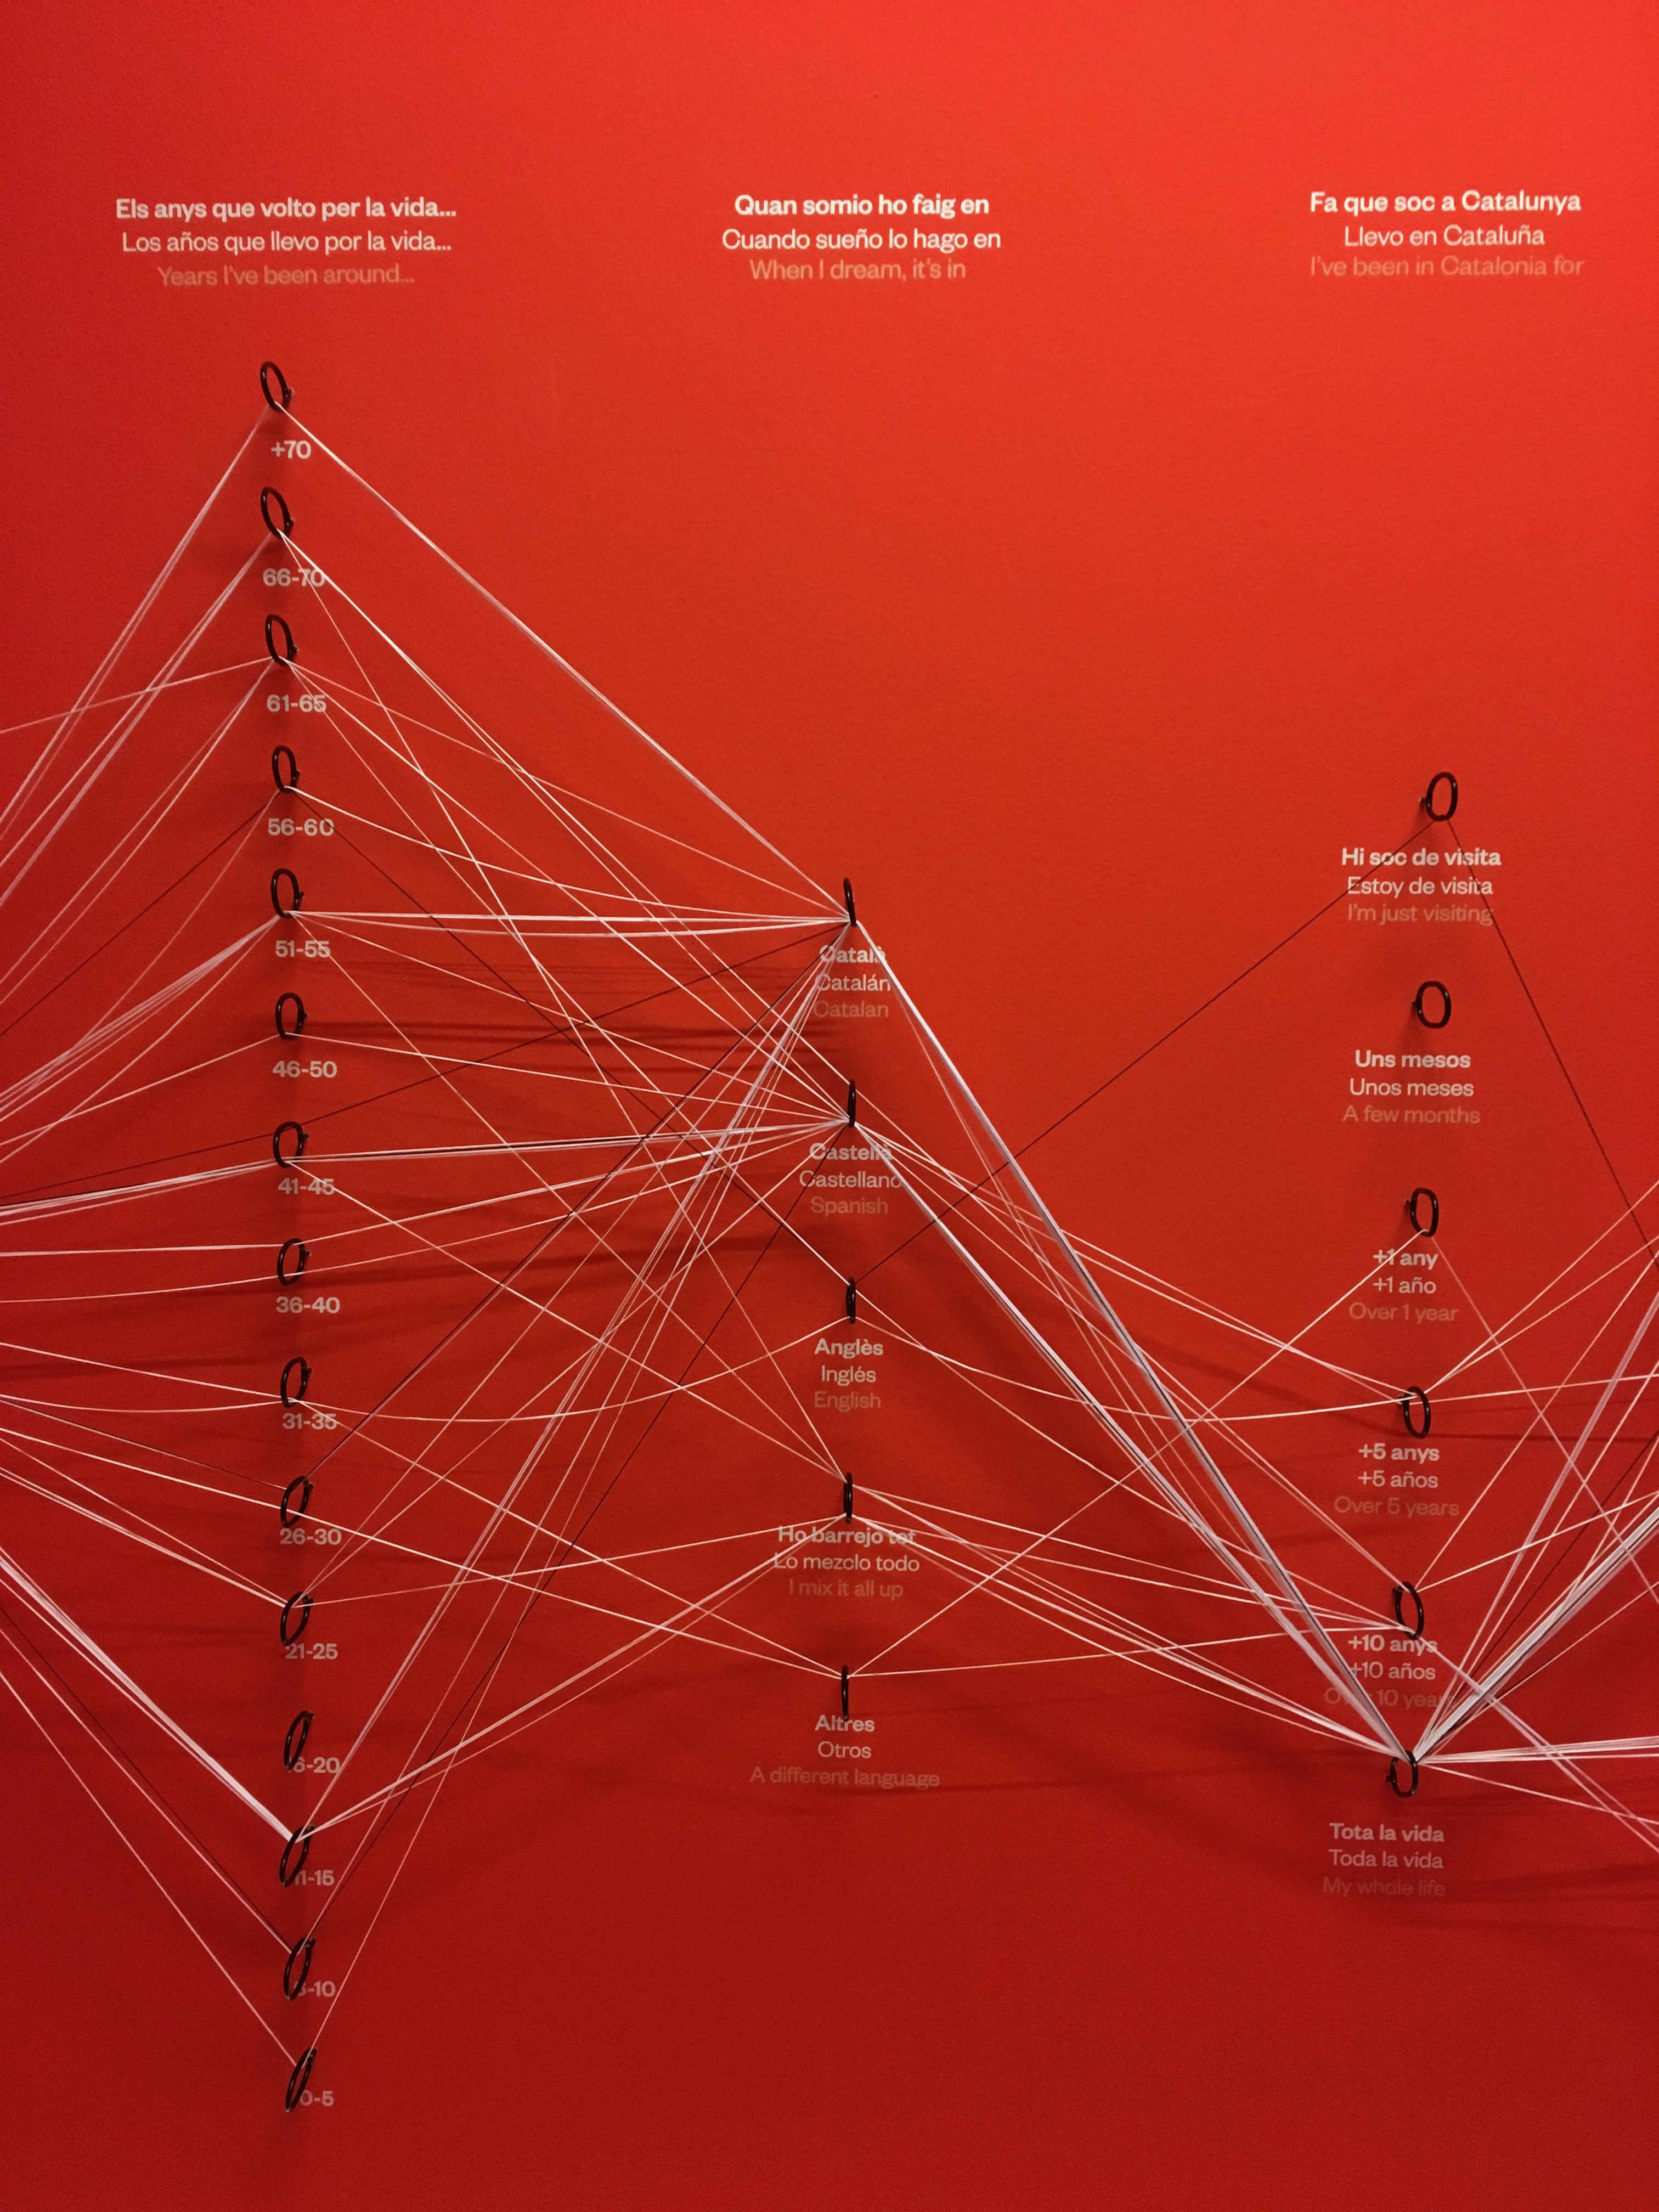 Els anys que volto per la vida...
Los años que llevo por la vida...
Years I've been around...
+70
66-70
61-65
56-60
51-55
46-50
41-45
36-40
31-35
26-30
21-25
6-20
11-15
6-10
0-5
Quan somio ho faig en
Cuando sueño lo hago en
When I dream, it's in
Català
Catalán
Catalan
Castellà
Castellano
Spanish
Anglès
Inglés
English
Ho barrejo tot
Lo mezclo todo
I mix it all up
Altres
Otros
A different language
Fa que soc a Catalunya
Llevo en Cataluña
I've been in Catalonia for
Hi soc de visita
Estoy de visita
I'm just visiting
Uns mesos
Unos meses
A few months
+1 any
+1 año
Over 1 year
+5 anys
+5 años
Over 5 years
+10 anys
+10 años
Over 10 years
Tota la vida
Toda la vida
My whole life